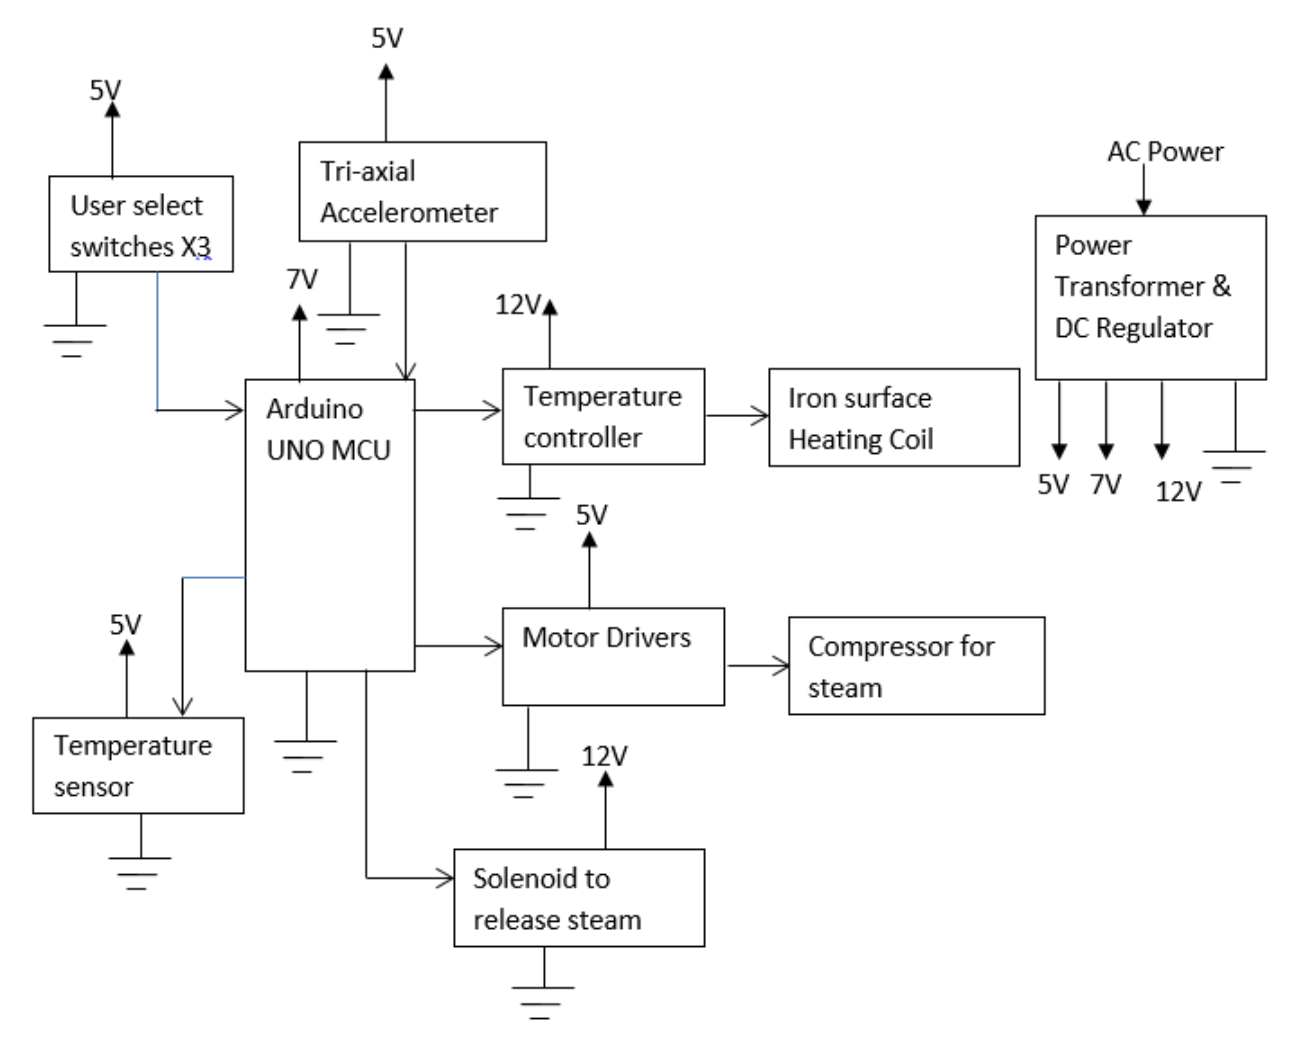 5V
5V
Tri-axial
Accelerometer
AC Power
User select
switches X3
Power
Transformer &
DC Regulator
7V
12V
Arduino
UNO MCU
Temperature
controller
Iron surface
Heating Coil
5V
7V
12V
5V
5V
Motor Drivers
Compressor for
steam
Temperature
sensor
12V
Solenoid to
release steam